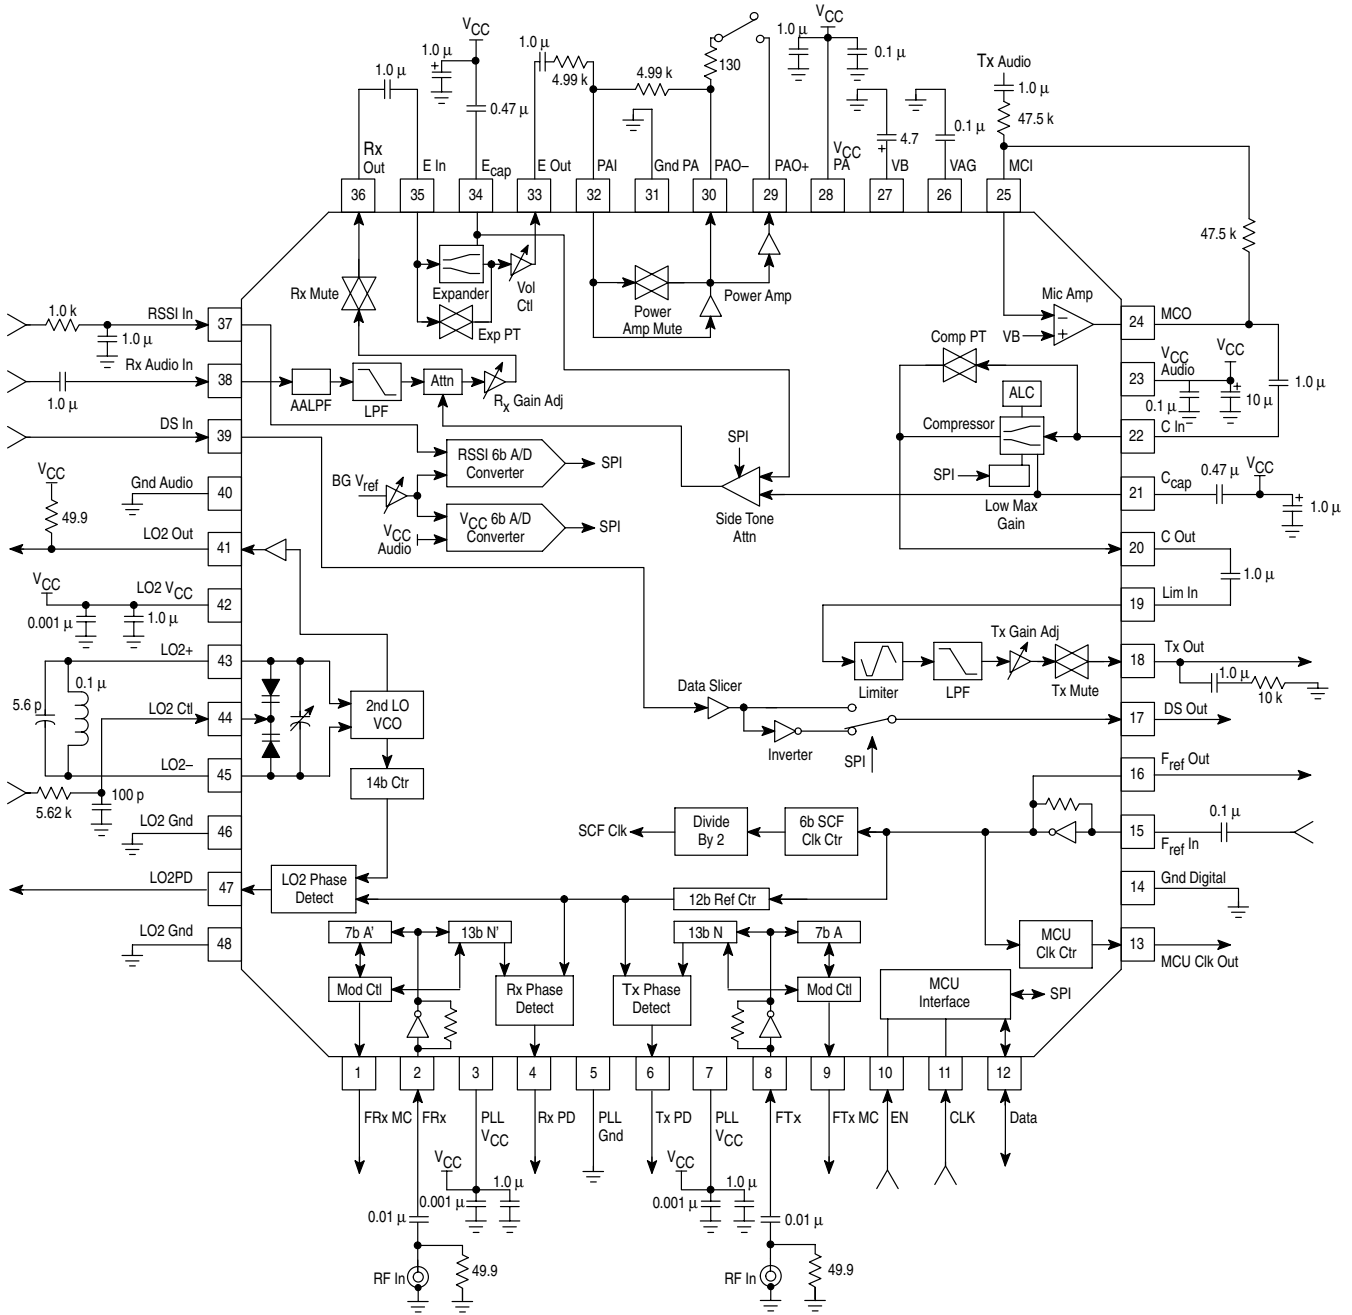 VCC
1.0 µ
1.0 µ
0.47 µ
1.0 µ
4.99 k
4.99 k
130
1.0 µ
VCC
0.1 µ
4.7
0.1 µ
Tx Audio
1.0 µ
47.5 k
47.5 k
Rx Out
E In
Ecap
E Out
PAI
Gnd PA
PAO–
PAO+
VCC PA
VB
VAG
MCI
36
35
34
33
32
31
30
29
28
27
26
25
Rx Mute
Expander
Exp PT
Vol Ctl
Power Amp Mute
Power Amp
Mic Amp
VB
1.0 k
1.0 µ
RSSI In
37
Rx Audio In
1.0 µ
38
DS In
39
VCC
49.9
Gnd Audio
40
LO2 Out
41
VCC
LO2 VCC
0.001 µ
1.0 µ
42
LO2+
43
5.6 p
0.1 µ
LO2 Ctl
44
LO2–
45
5.62 k
100 p
LO2 Gnd
46
LO2PD
47
LO2 Gnd
48
AALPF
LPF
Attn
Rx Gain Adj
RSSI 6b A/D Converter
SPI
BG Vref
VCC 6b A/D Converter
SPI
VCC Audio
SPI
Side Tone Attn
Comp PT
ALC
Compressor
SPI
Low Max Gain
24
MCO
23
VCC Audio
VCC
0.1 µ
10 µ
1.0 µ
22
C In
21
Ccap
0.47 µ
VCC
1.0 µ
20
C Out
1.0 µ
19
Lim In
Limiter
LPF
Tx Gain Adj
Tx Mute
18
Tx Out
1.0 µ
10 k
2nd LO VCO
14b Ctr
Data Slicer
Inverter
SPI
17
DS Out
16
Fref Out
15
Fref In
0.1 µ
SCF Clk
Divide By 2
6b SCF Clk Ctr
14
Gnd Digital
LO2 Phase Detect
12b Ref Ctr
MCU Clk Ctr
13
MCU Clk Out
7b A'
13b N'
Mod Ctl
Rx Phase Detect
Tx Phase Detect
13b N
7b A
Mod Ctl
MCU Interface
SPI
1
2
3
4
5
6
7
8
9
10
11
12
FRx MC
FRx
PLL VCC
Rx PD
PLL Gnd
Tx PD
PLL VCC
FTx
FTx MC
EN
CLK
Data
VCC
0.001 µ
1.0 µ
0.01 µ
RF In
49.9
VCC
0.001 µ
1.0 µ
0.01 µ
RF In
49.9